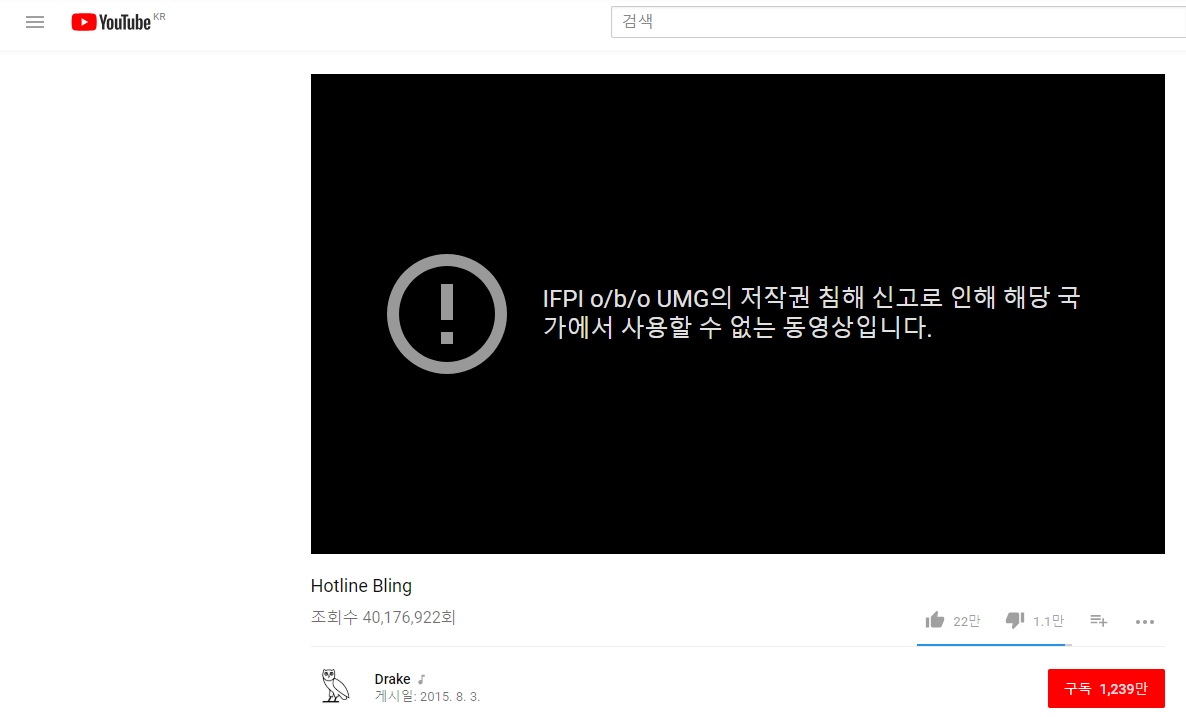 YouTube KR
검색
IFPI o/b/o UMG의 저작권 침해 신고로 인해 해당 국
가에서 사용할 수 없는 동영상입니다.
Hotline Bling
조회수 40,176,922회
22만 1.1만
Drake
게시일: 2015. 8. 3.
구독 1,239만